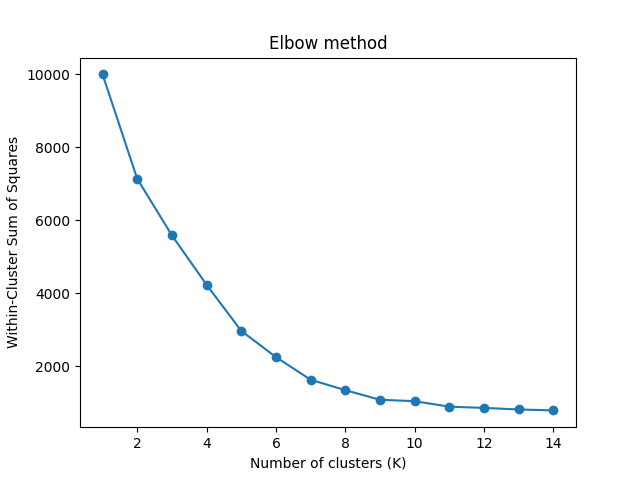 Elbow method
10000
8000
6000
4000
2000
Within-Cluster Sum of Squares
2 4 6 8 10 12 14
Number of clusters (K)